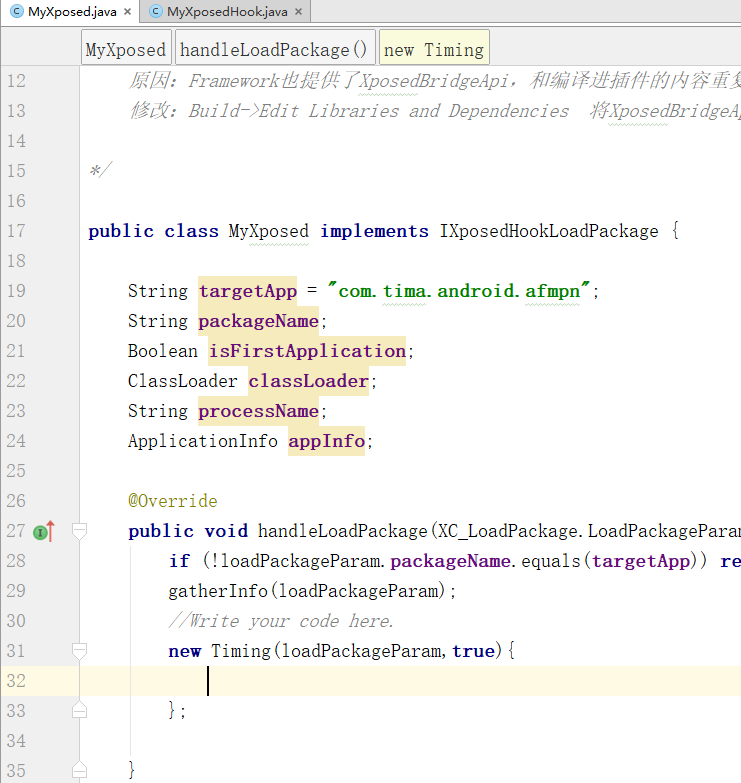 MyXposed.java × MyXposedHook.java ×
MyXposed handleLoadPackage() new Timing
12 原因：Framework也提供了XposedBridgeApi，和编译进插件的内容重复
13 修改：Build->Edit Libraries and Dependencies 将XposedBridgeAp
14
15 */
16
17 public class MyXposed implements IXposedHookLoadPackage {
18
19 String targetApp = "com.tima.android.afmpn";
20 String packageName;
21 Boolean isFirstApplication;
22 ClassLoader classLoader;
23 String processName;
24 ApplicationInfo appInfo;
25
26 @Override
27 public void handleLoadPackage(XC_LoadPackage.LoadPackageParam
28 if (!loadPackageParam.packageName.equals(targetApp)) re
29 gatherInfo(loadPackageParam);
30 //Write your code here.
31 new Timing(loadPackageParam,true){
32
33 };
34
35 }